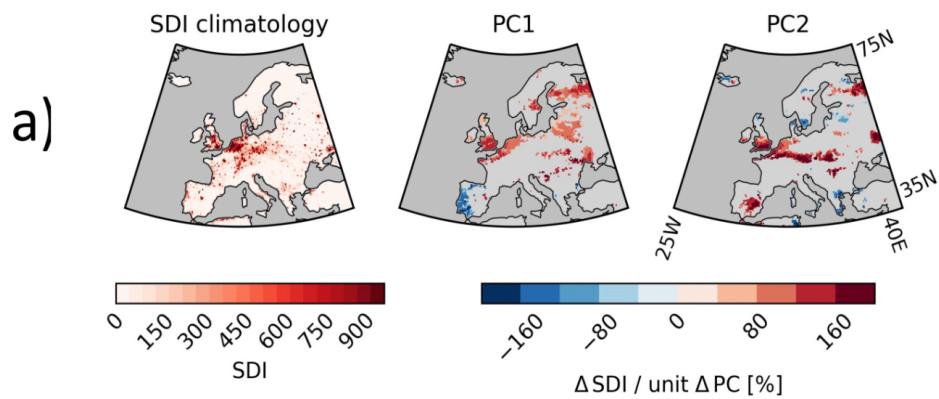 SDI climatology
PC1
PC2
a)
75N
35N
25W
40E
0
150
300
450
600
750
900
SDI
−160
−80
0
80
160
Δ SDI / unit Δ PC [%]